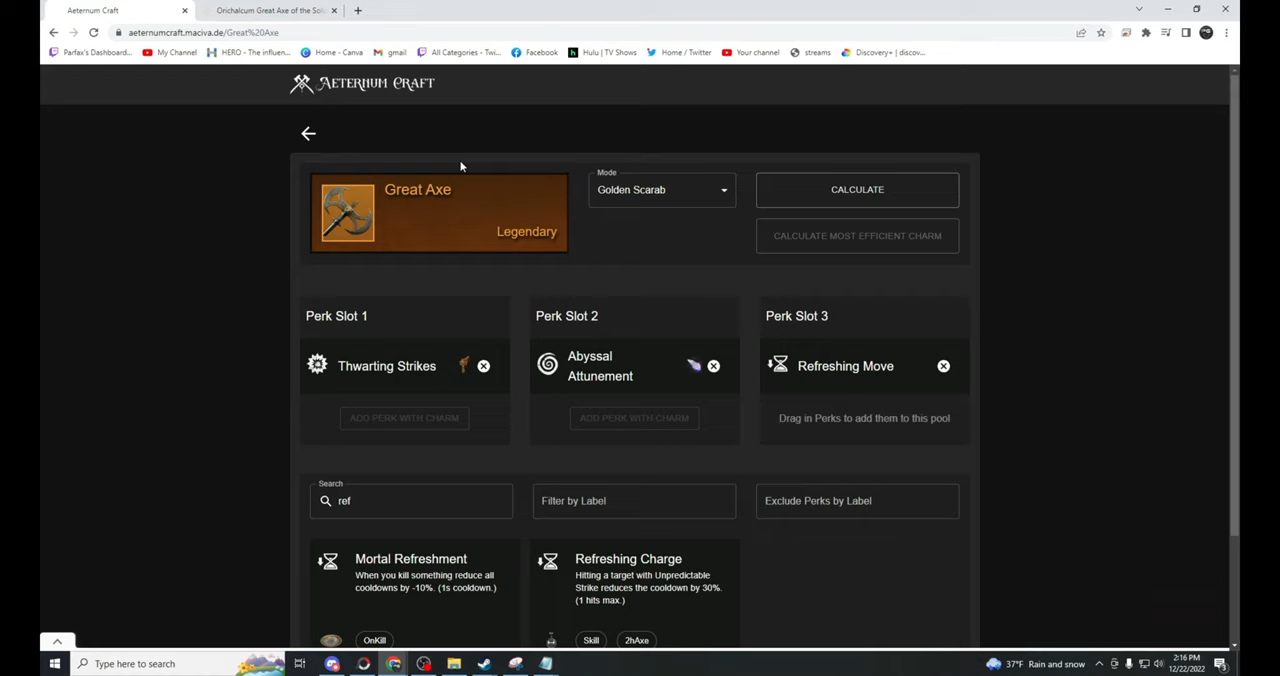 Aeternum Craft
Orichalcum Great Axe of the Sol
aeternumcraft.maciva.de/Great%20Axe
Parfax's Dashboard... My Channel HERO - The influen... Home - Canva gmail All Categories - Twi... Facebook Hulu | TV Shows Home / Twitter Your channel streams Discovery+ | discov...
AETERNUM CRAFT
Great Axe
Legendary
Mode
Golden Scarab
CALCULATE
CALCULATE MOST EFFICIENT CHARM
Perk Slot 1
Thwarting Strikes
ADD PERK WITH CHARM
Perk Slot 2
Abyssal
Attunement
ADD PERK WITH CHARM
Perk Slot 3
Refreshing Move
Drag in Perks to add them to this pool
Search
ref
Filter by Label
Exclude Perks by Label
Mortal Refreshment
When you kill something reduce all
cooldowns by -10%. (1s cooldown.)
OnKill
Refreshing Charge
Hitting a target with Unpredictable
Strike reduces the cooldown by 30%.
(1 hits max.)
Skill 2hAxe
Type here to search
37°F Rain and snow
2:16 PM
12/22/2022